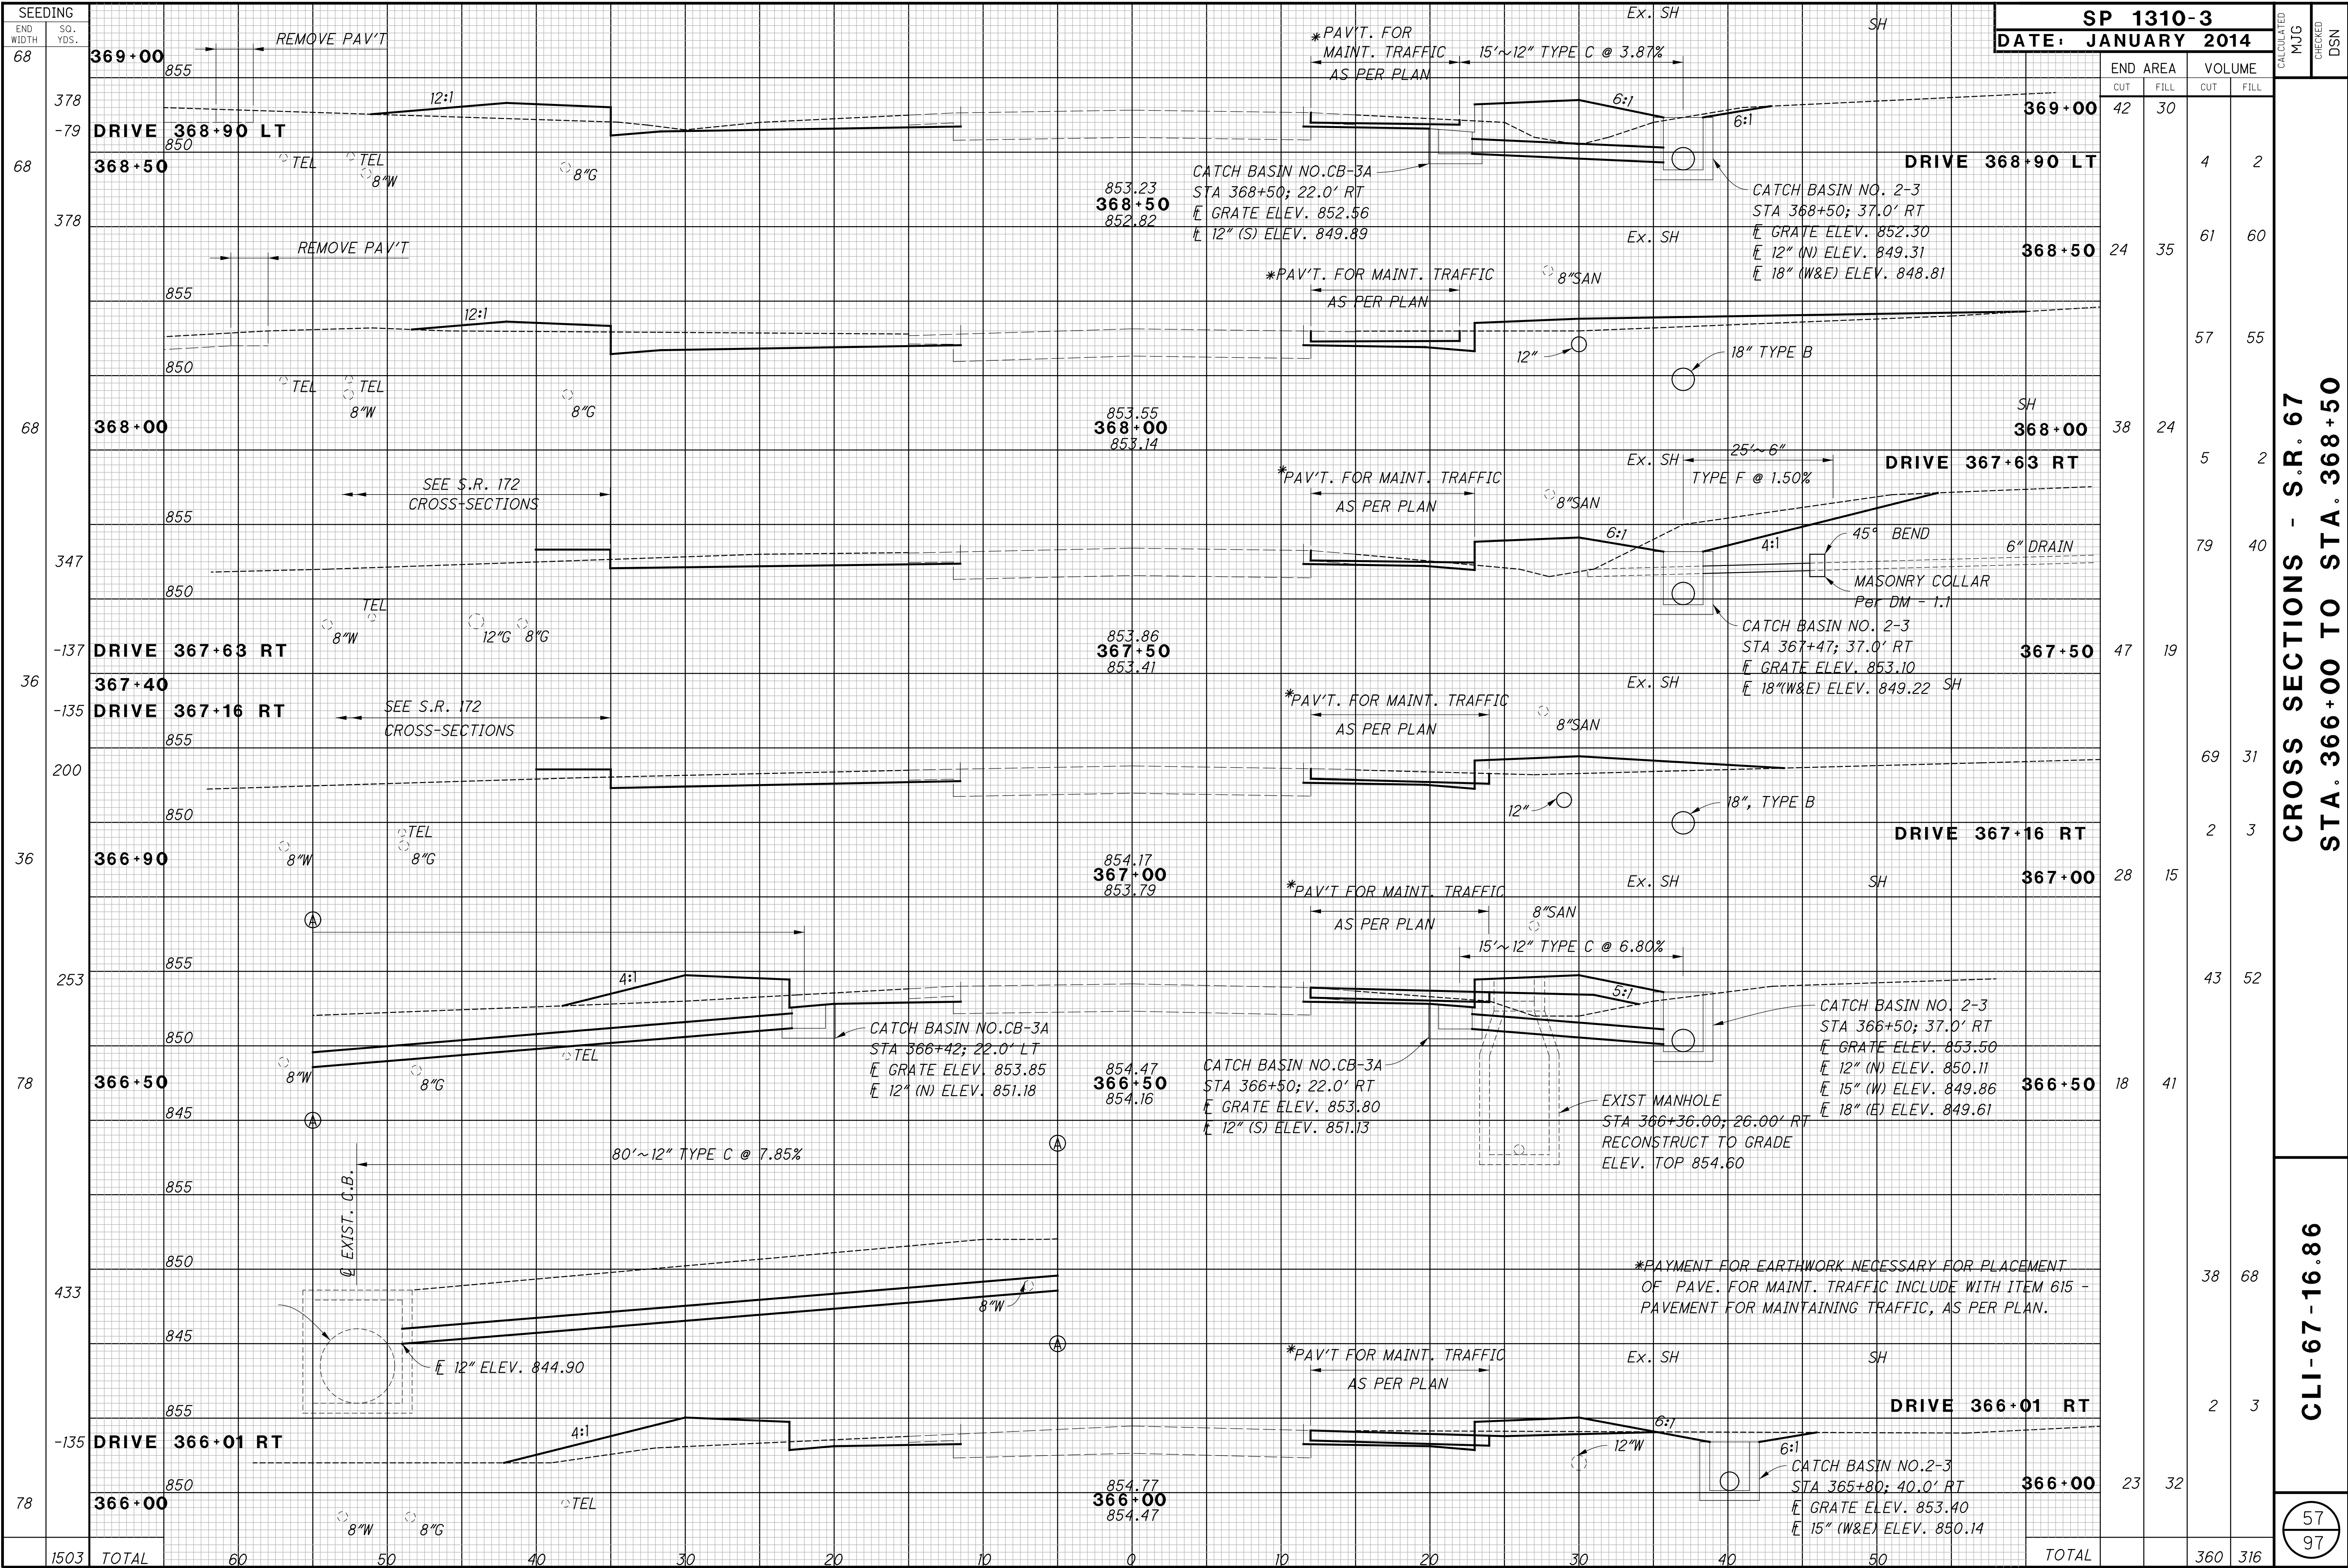 SEEDING
END WIDTH
SQ. YDS.
SP 1310-3
DATE: JANUARY 2014
CALCULATED
MJG
CHECKED
DSN
END AREA
VOLUME
CUT
FILL
CUT
FILL
68
369+00
REMOVE PAV'T
855
378
12:1
-79
DRIVE 368+90 LT
850
68
368+50
TEL
TEL
8"W
8"G
*PAV'T. FOR
MAINT. TRAFFIC
AS PER PLAN
15'~12" TYPE C @ 3.87%
Ex. SH
SH
6:1
6:1
369+00
42
30
DRIVE 368+90 LT
4
2
CATCH BASIN NO.CB-3A
STA 368+50; 22.0' RT
℄ GRATE ELEV. 852.56
℄ 12" (S) ELEV. 849.89
CATCH BASIN NO. 2-3
STA 368+50; 37.0' RT
℄ GRATE ELEV. 852.30
℄ 12" (N) ELEV. 849.31
℄ 18" (W&E) ELEV. 848.81
853.23
368+50
852.82
378
61
60
REMOVE PAV'T
Ex. SH
368+50
24
35
*PAV'T. FOR MAINT. TRAFFIC
AS PER PLAN
8"SAN
855
12:1
57
55
12"
18" TYPE B
850
TEL
TEL
8"W
8"G
68
368+00
853.55
368+00
853.14
SH
368+00
38
24
Ex. SH
25'~6"
TYPE F @ 1.50%
DRIVE 367+63 RT
5
2
SEE S.R. 172
CROSS-SECTIONS
*PAV'T. FOR MAINT. TRAFFIC
AS PER PLAN
8"SAN
855
6:1
4:1
45° BEND
6" DRAIN
347
79
40
MASONRY COLLAR
Per DM - 1.1
850
TEL
8"W
12"G
8"G
CATCH BASIN NO. 2-3
STA 367+47; 37.0' RT
℄ GRATE ELEV. 853.10
℄ 18"(W&E) ELEV. 849.22
SH
853.86
367+50
853.41
367+50
47
19
-137
DRIVE 367+63 RT
36
367+40
-135
DRIVE 367+16 RT
Ex. SH
SEE S.R. 172
CROSS-SECTIONS
*PAV'T. FOR MAINT. TRAFFIC
AS PER PLAN
8"SAN
855
200
69
31
12"
18", TYPE B
850
TEL
8"W
8"G
DRIVE 367+16 RT
2
3
36
366+90
854.17
367+00
853.79
Ex. SH
SH
367+00
28
15
*PAV'T FOR MAINT. TRAFFIC
AS PER PLAN
A
8"SAN
15'~12" TYPE C @ 6.80%
855
253
4:1
5:1
43
52
CATCH BASIN NO.CB-3A
STA 366+42; 22.0' LT
℄ GRATE ELEV. 853.85
℄ 12" (N) ELEV. 851.18
CATCH BASIN NO. 2-3
STA 366+50; 37.0' RT
℄ GRATE ELEV. 853.50
℄ 12" (N) ELEV. 850.11
℄ 15" (W) ELEV. 849.86
℄ 18" (E) ELEV. 849.61
850
TEL
8"W
8"G
CATCH BASIN NO.CB-3A
STA 366+50; 22.0' RT
℄ GRATE ELEV. 853.80
℄ 12" (S) ELEV. 851.13
78
366+50
854.47
366+50
854.16
366+50
18
41
EXIST MANHOLE
STA 366+36.00; 26.00' RT
RECONSTRUCT TO GRADE
ELEV. TOP 854.60
845
A
A
80'~12" TYPE C @ 7.85%
855
℄ EXIST. C.B.
850
433
38
68
*PAYMENT FOR EARTHWORK NECESSARY FOR PLACEMENT
OF PAVE. FOR MAINT. TRAFFIC INCLUDE WITH ITEM 615 -
PAVEMENT FOR MAINTAINING TRAFFIC, AS PER PLAN.
8"W
845
A
℄ 12" ELEV. 844.90
*PAV'T FOR MAINT. TRAFFIC
AS PER PLAN
Ex. SH
SH
DRIVE 366+01 RT
2
3
855
4:1
6:1
6:1
-135
DRIVE 366+01 RT
12"W
850
CATCH BASIN NO.2-3
STA 365+80; 40.0' RT
℄ GRATE ELEV. 853.40
℄ 15" (W&E) ELEV. 850.14
78
366+00
TEL
8"W
8"G
854.77
366+00
854.47
366+00
23
32
1503
TOTAL
60
50
40
30
20
10
0
10
20
30
40
50
TOTAL
360
316
CROSS SECTIONS - S.R. 67
STA. 366+00 TO STA. 368+50
CLI-67-16.86
57
97